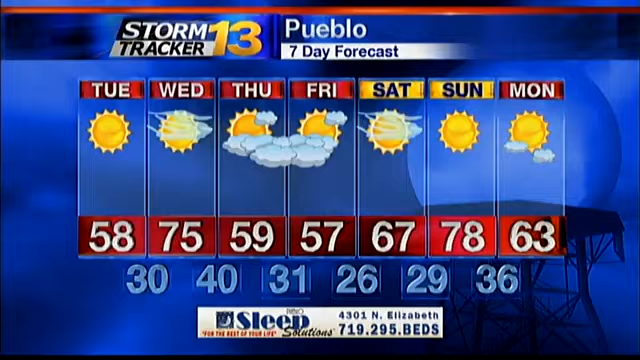 STORM
TRACKER 13
Pueblo
7 Day Forecast
TUE WED THU FRI SAT SUN MON
58 75 59 57 67 78 63
30 40 31 26 29 36
Sleep
Solutions
"FOR THE REST OF YOUR LIFE"
4301 N. Elizabeth
719.295.BEDS